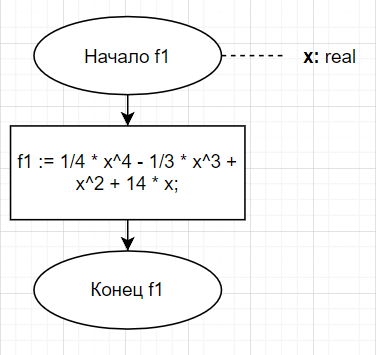 Начало f1
x: real
f1 := 1/4 * x^4 - 1/3 * x^3 +
x^2 + 14 * x;
Конец f1